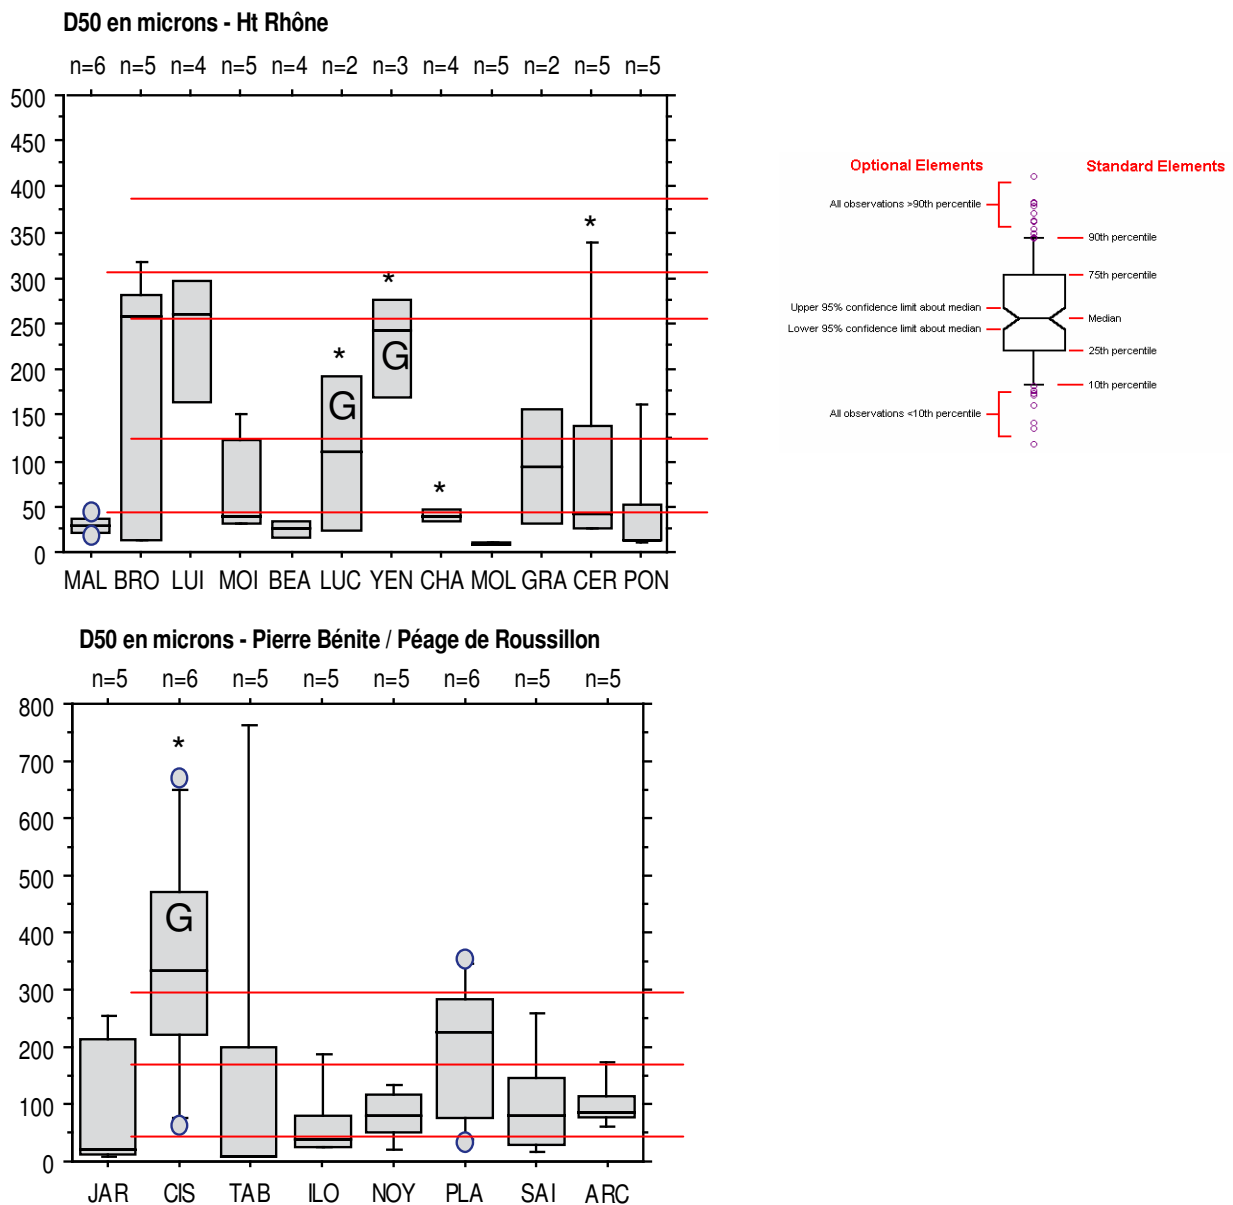 D50 en microns - Ht Rhône
n=6 n=5 n=4 n=5 n=4 n=2 n=3 n=4 n=5 n=2 n=5 n=5
500
450
400
350
300
250
200
150
100
50
0
*
*
*
*
G
G
MAL BRO LUI MOI BEA LUC YEN CHA MOL GRA CER PON
Optional Elements Standard Elements
All observations >90th percentile
90th percentile
75th percentile
Upper 95% confidence limit about median
Median
Lower 95% confidence limit about median
25th percentile
10th percentile
All observations <10th percentile
D50 en microns - Pierre Bénite / Péage de Roussillon
n=5 n=6 n=5 n=5 n=5 n=6 n=5 n=5
800
700
600
500
400
300
200
100
0
*
G
JAR CIS TAB ILO NOY PLA SAI ARC